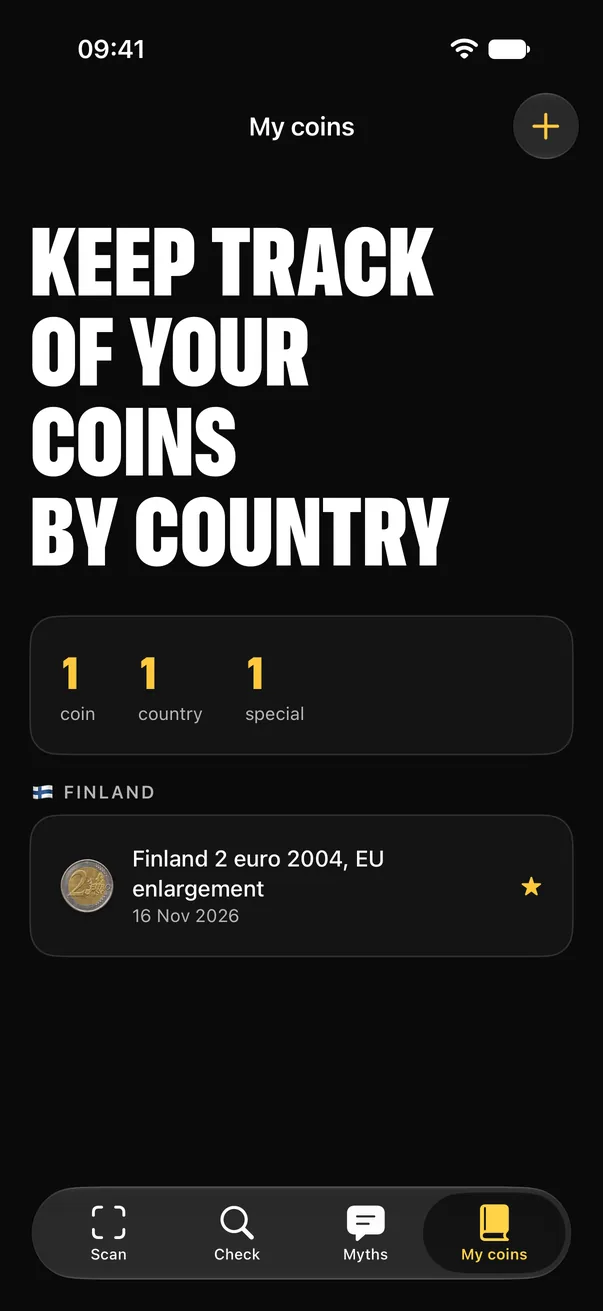 09:41
My coins
KEEP TRACK
OF YOUR
COINS
BY COUNTRY
1 1 1
coin country special
FINLAND
2
Finland 2 euro 2004, EU
enlargement
16 Nov 2026
Scan Check Myths My coins